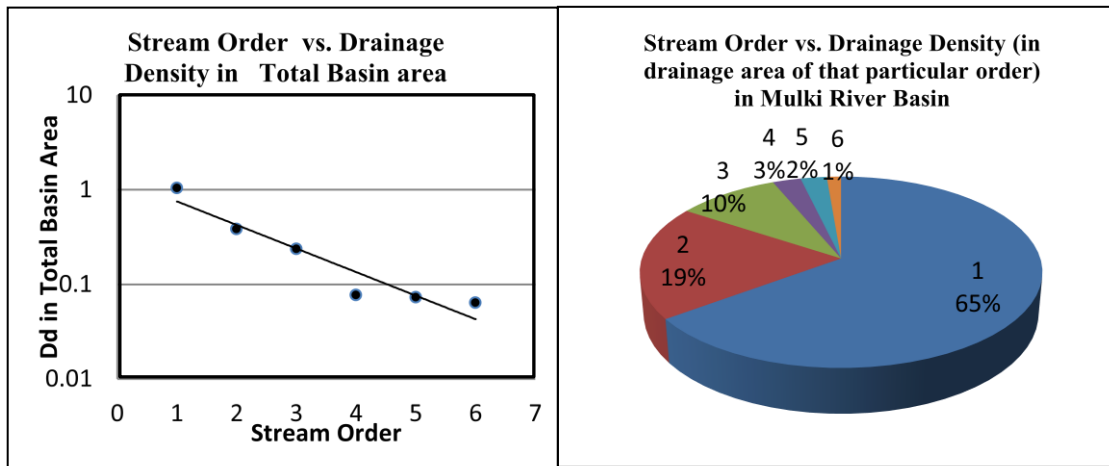 Stream Order vs. Drainage
Density in Total Basin area
Dd in Total Basin Area
10
1
0.1
0.01
0 1 2 3 4 5 6 7
Stream Order
Stream Order vs. Drainage Density (in
drainage area of that particular order)
in Mulki River Basin
1
65%
2
19%
3
10%
4
3%
5
2%
6
1%